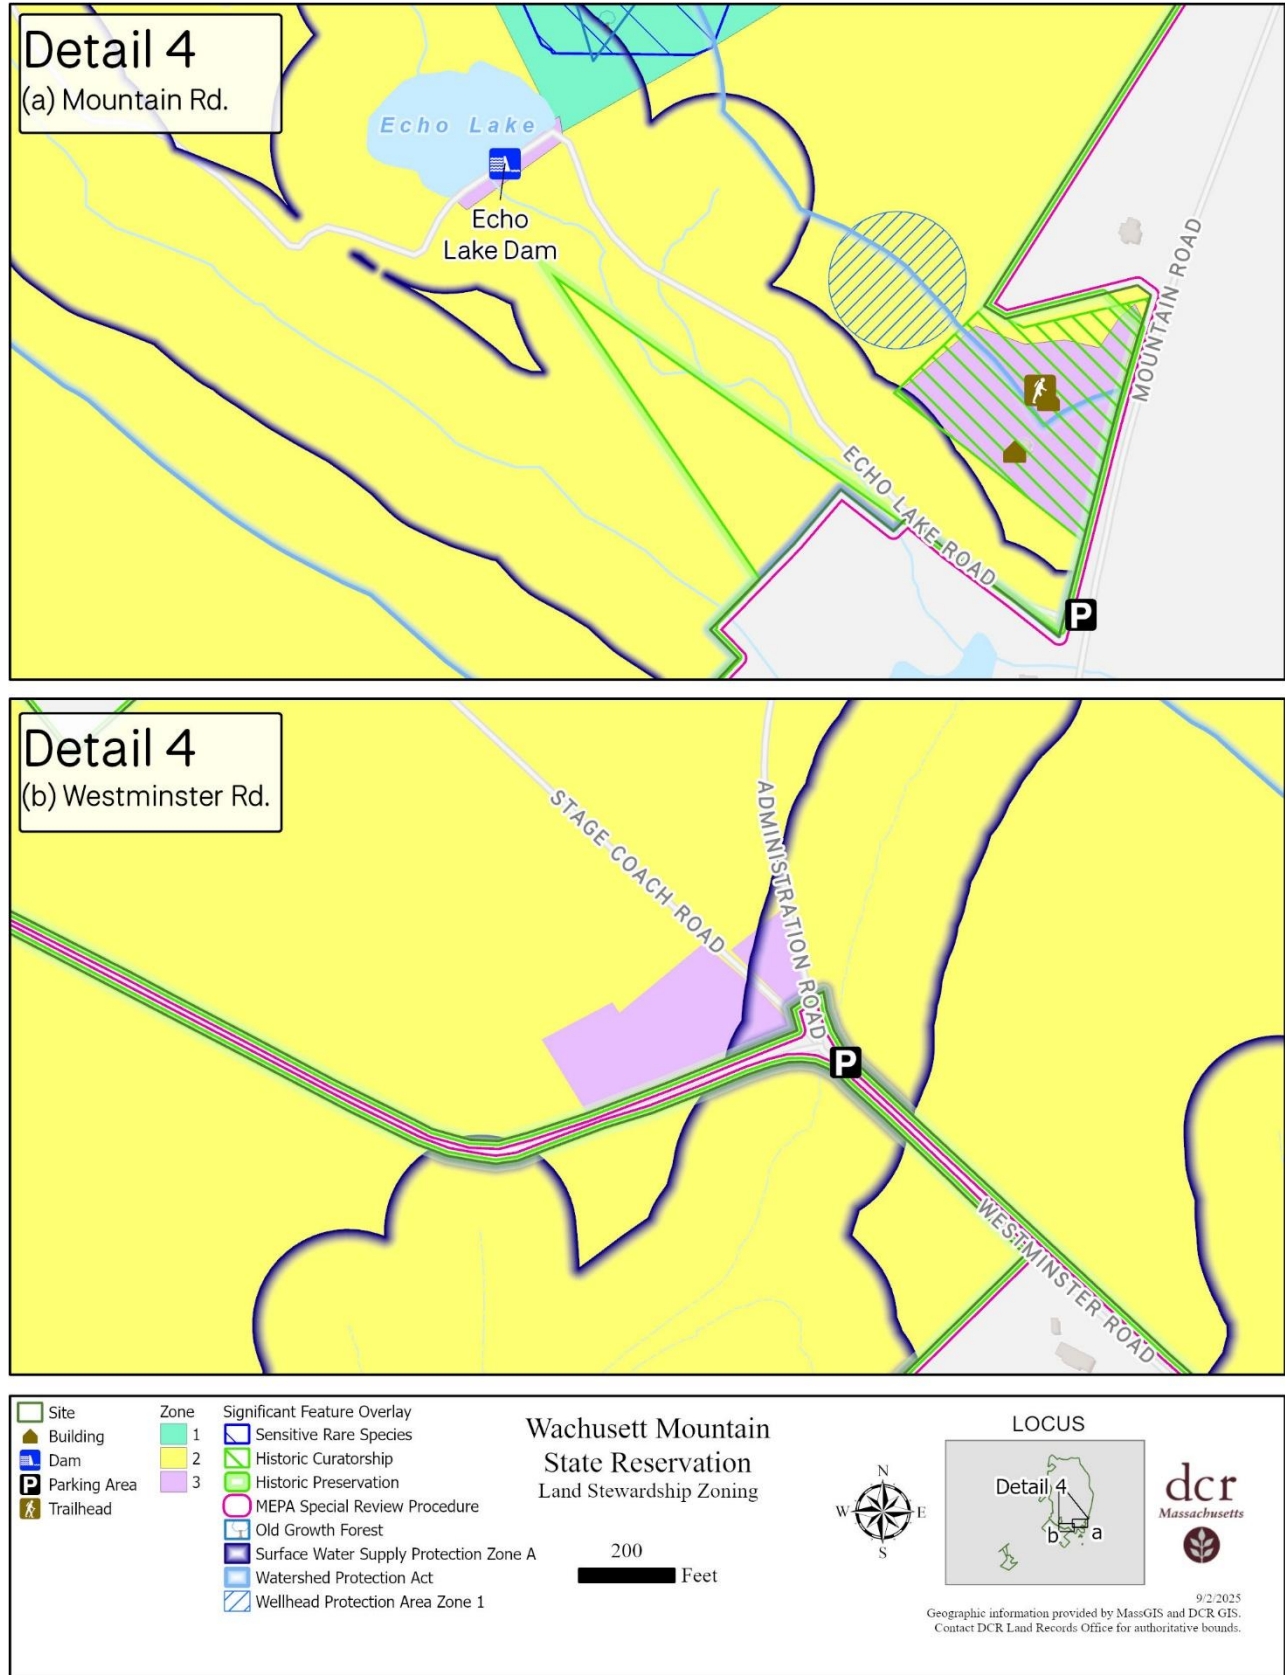 Detail 4
(a) Mountain Rd.
Echo Lake
Echo
Lake Dam
MOUNTAIN ROAD
ECHO LAKE ROAD
P
Detail 4
(b) Westminster Rd.
STAGE COACH ROAD
ADMINISTRATION ROAD
P
WESTMINSTER ROAD
Site
Building
Dam
P Parking Area
Trailhead
Zone
1
2
3
Significant Feature Overlay
Sensitive Rare Species
Historic Curatorship
Historic Preservation
MEPA Special Review Procedure
Old Growth Forest
Surface Water Supply Protection Zone A
Watershed Protection Act
Wellhead Protection Area Zone 1
Wachusett Mountain
State Reservation
Land Stewardship Zoning
200
Feet
N
W E
S
LOCUS
Detail 4
b a
dcr
Massachusetts
9/2/2025
Geographic information provided by MassGIS and DCR GIS.
Contact DCR Land Records Office for authoritative bounds.